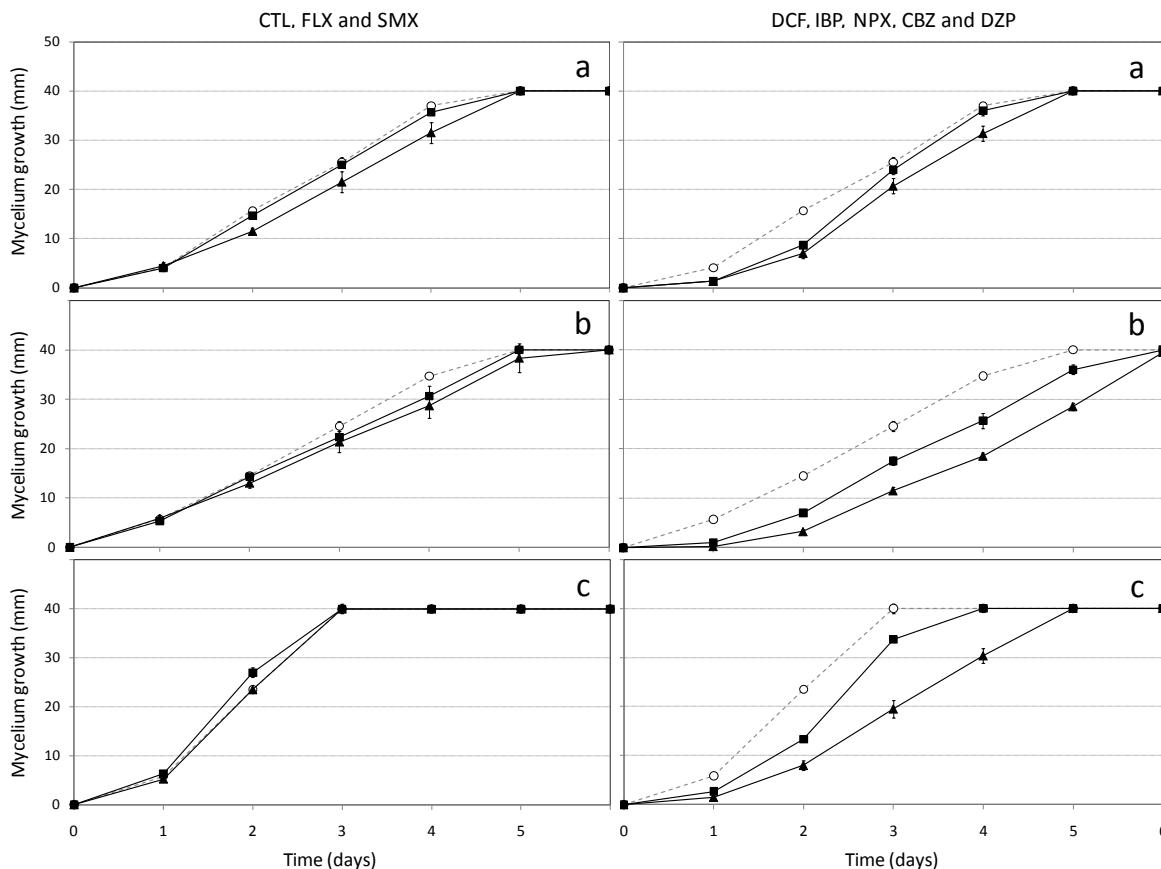 CTL, FLX and SMX
DCF, IBP, NPX, CBZ and DZP
50
40
30
20
10
0
Mycelium growth (mm)
a
a
40
30
20
10
0
Mycelium growth (mm)
b
b
40
30
20
10
0
Mycelium growth (mm)
c
c
0 1 2 3 4 5
0 1 2 3 4 5 6
Time (days)
Time (days)